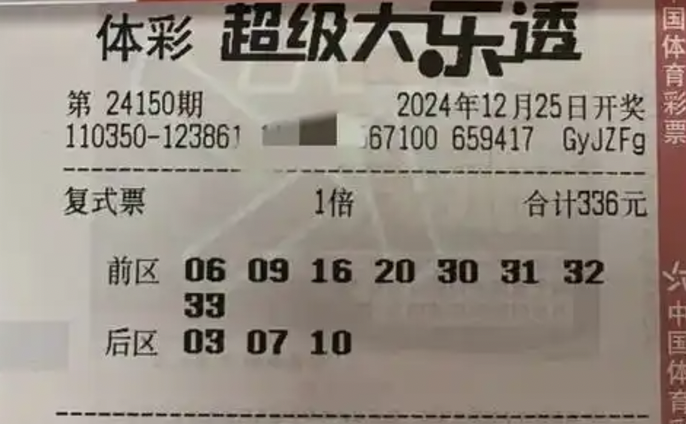 体彩 超级大乐透
第 24150期 2024年12月25日开奖
110350-123861 67100 659417 GyJZFg
复式票 1倍 合计336元
前区 06 09 16 20 30 31 32
33
后区 03 07 10
国体育彩票
中国体育